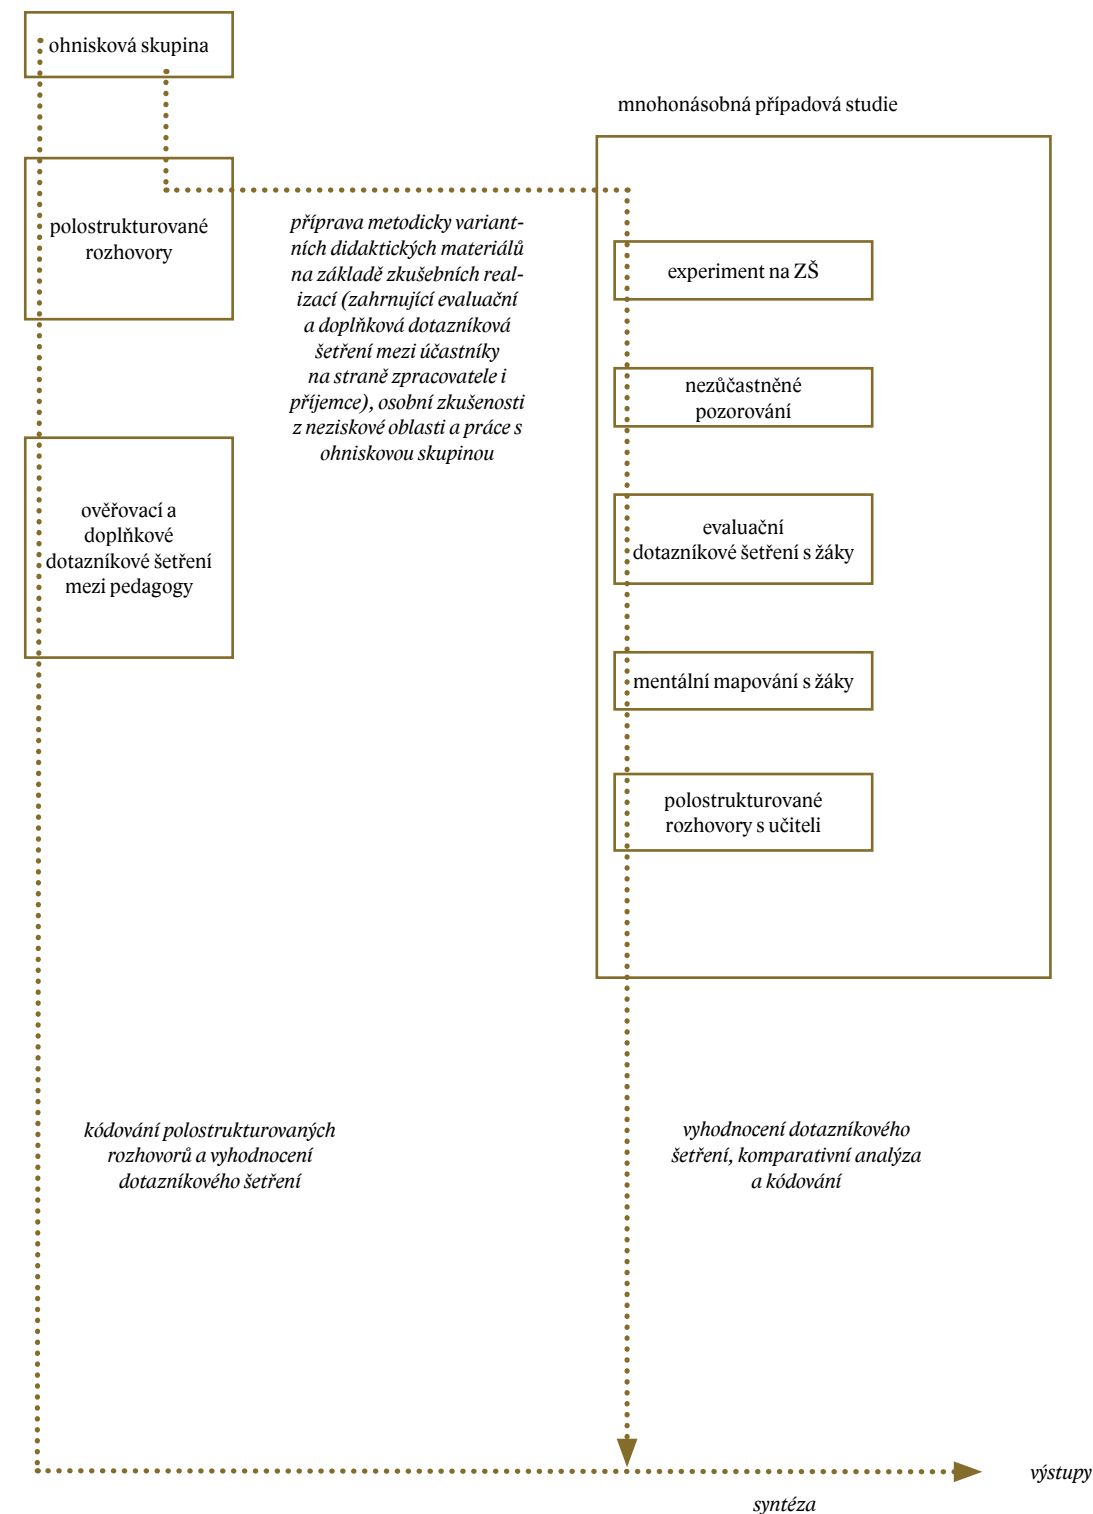 ohnisková skupina
mnohonásobná případová studie
polostrukturované
rozhovory
příprava metodicky variant-
ních didaktických materiálů
na základě zkušebních real-
izací (zahrnující evaluační
a doplňková dotazníková
šetření mezi účastníky
na straně zpracovatele i
příjemce), osobní zkušenosti
z neziskové oblasti a práce s
ohniskovou skupinou
experiment na ZŠ
nezůčastněné
pozorování
ověřovací a
doplňkové
dotazníkové šetření
mezi pedagogy
evaluační
dotazníkové šetření s žáky
mentální mapování s žáky
polostrukturované
rozhovory s učiteli
kódování polostrukturovaných
rozhovorů a vyhodnocení
dotazníkového šetření
vyhodnocení dotazníkového
šetření, komparativní analýza
a kódování
výstupy
syntéza